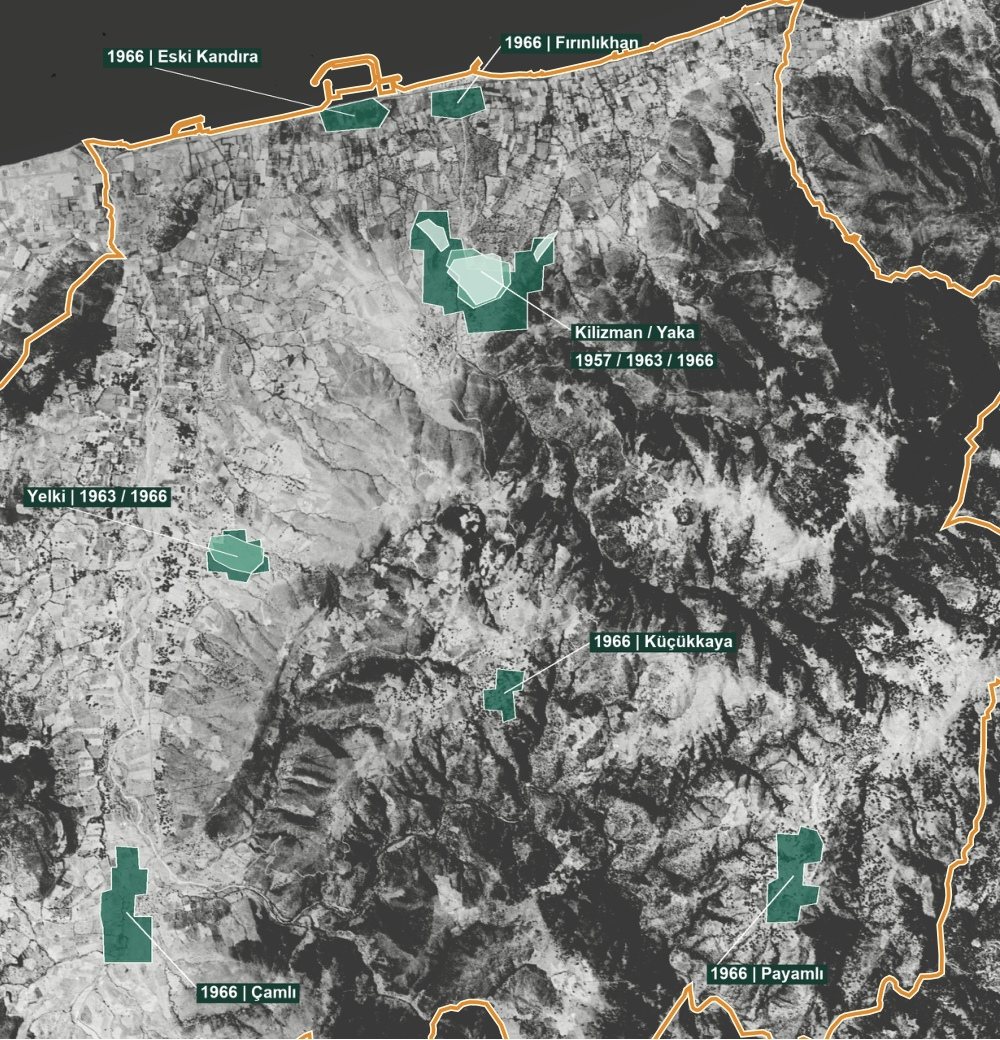 1966 | Fırınlıkhan
1966 | Eski Kandıra
Kilizman / Yaka
1957 / 1963 / 1966
Yelki | 1963 / 1966
1966 | Küçükkaya
1966 | Payamlı
1966 | Çamlı